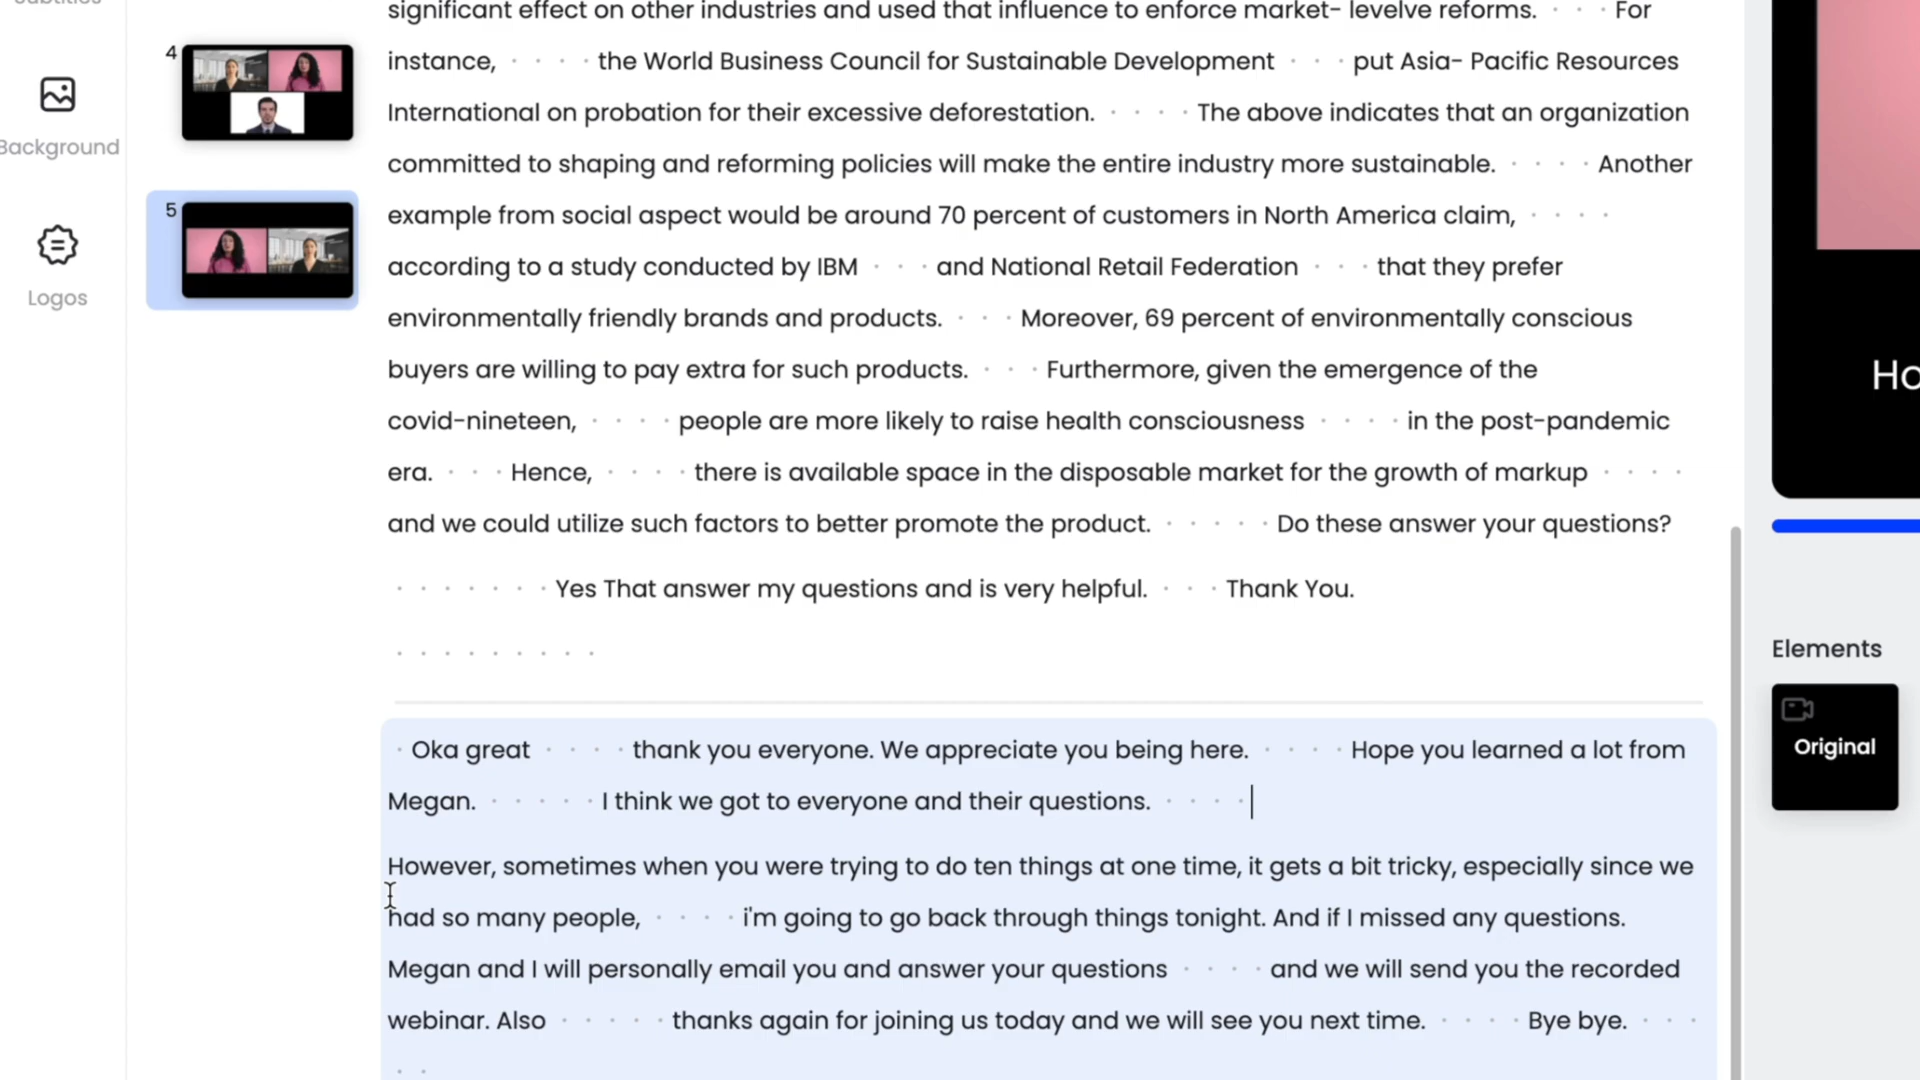 Background
Logos
4
5
significant effect on other industries and used that influence to enforce market- levelve reforms. · · · For
instance, · · · · the World Business Council for Sustainable Development · · · put Asia- Pacific Resources
International on probation for their excessive deforestation. · · · · The above indicates that an organization
committed to shaping and reforming policies will make the entire industry more sustainable. · · · · Another
example from social aspect would be around 70 percent of customers in North America claim, · · · ·
according to a study conducted by IBM · · · and National Retail Federation · · · that they prefer
environmentally friendly brands and products. · · · Moreover, 69 percent of environmentally conscious
buyers are willing to pay extra for such products. · · · Furthermore, given the emergence of the
covid-nineteen, · · · · people are more likely to raise health consciousness · · · · in the post-pandemic
era. · · · Hence, · · · · there is available space in the disposable market for the growth of markup · · · ·
and we could utilize such factors to better promote the product. · · · · · Do these answer your questions?
· · · · · · · Yes That answer my questions and is very helpful. · · · Thank You.
· · · · · · · · ·
· Oka great · · · · thank you everyone. We appreciate you being here. · · · · Hope you learned a lot from
Megan. · · · · · I think we got to everyone and their questions. · · · ·
However, sometimes when you were trying to do ten things at one time, it gets a bit tricky, especially since we
had so many people, · · · · i'm going to go back through things tonight. And if I missed any questions.
Megan and I will personally email you and answer your questions · · · · and we will send you the recorded
webinar. Also · · · · · thanks again for joining us today and we will see you next time. · · · · Bye bye. · · ·
· ·
Ho
Elements
Original